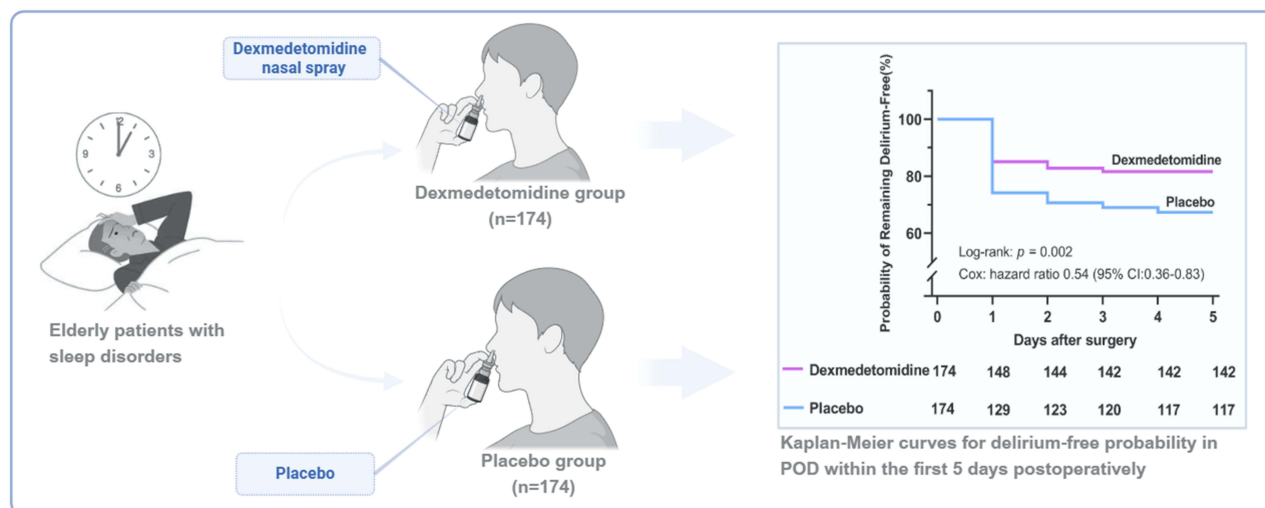 Dexmedetomidine
nasal spray
12
3
6
9
Elderly patients with
sleep disorders
Dexmedetomidine group
(n=174)
Placebo
Placebo group
(n=174)
Probability of Remaining Delirium-Free(%)
100
80
60
Dexmedetomidine
Placebo
Log-rank: p = 0.002
Cox: hazard ratio 0.54 (95% CI:0.36-0.83)
0 1 2 3 4 5
Days after surgery
Dexmedetomidine 174 148 144 142 142 142
Placebo 174 129 123 120 117 117
Kaplan-Meier curves for delirium-free probability in
POD within the first 5 days postoperatively